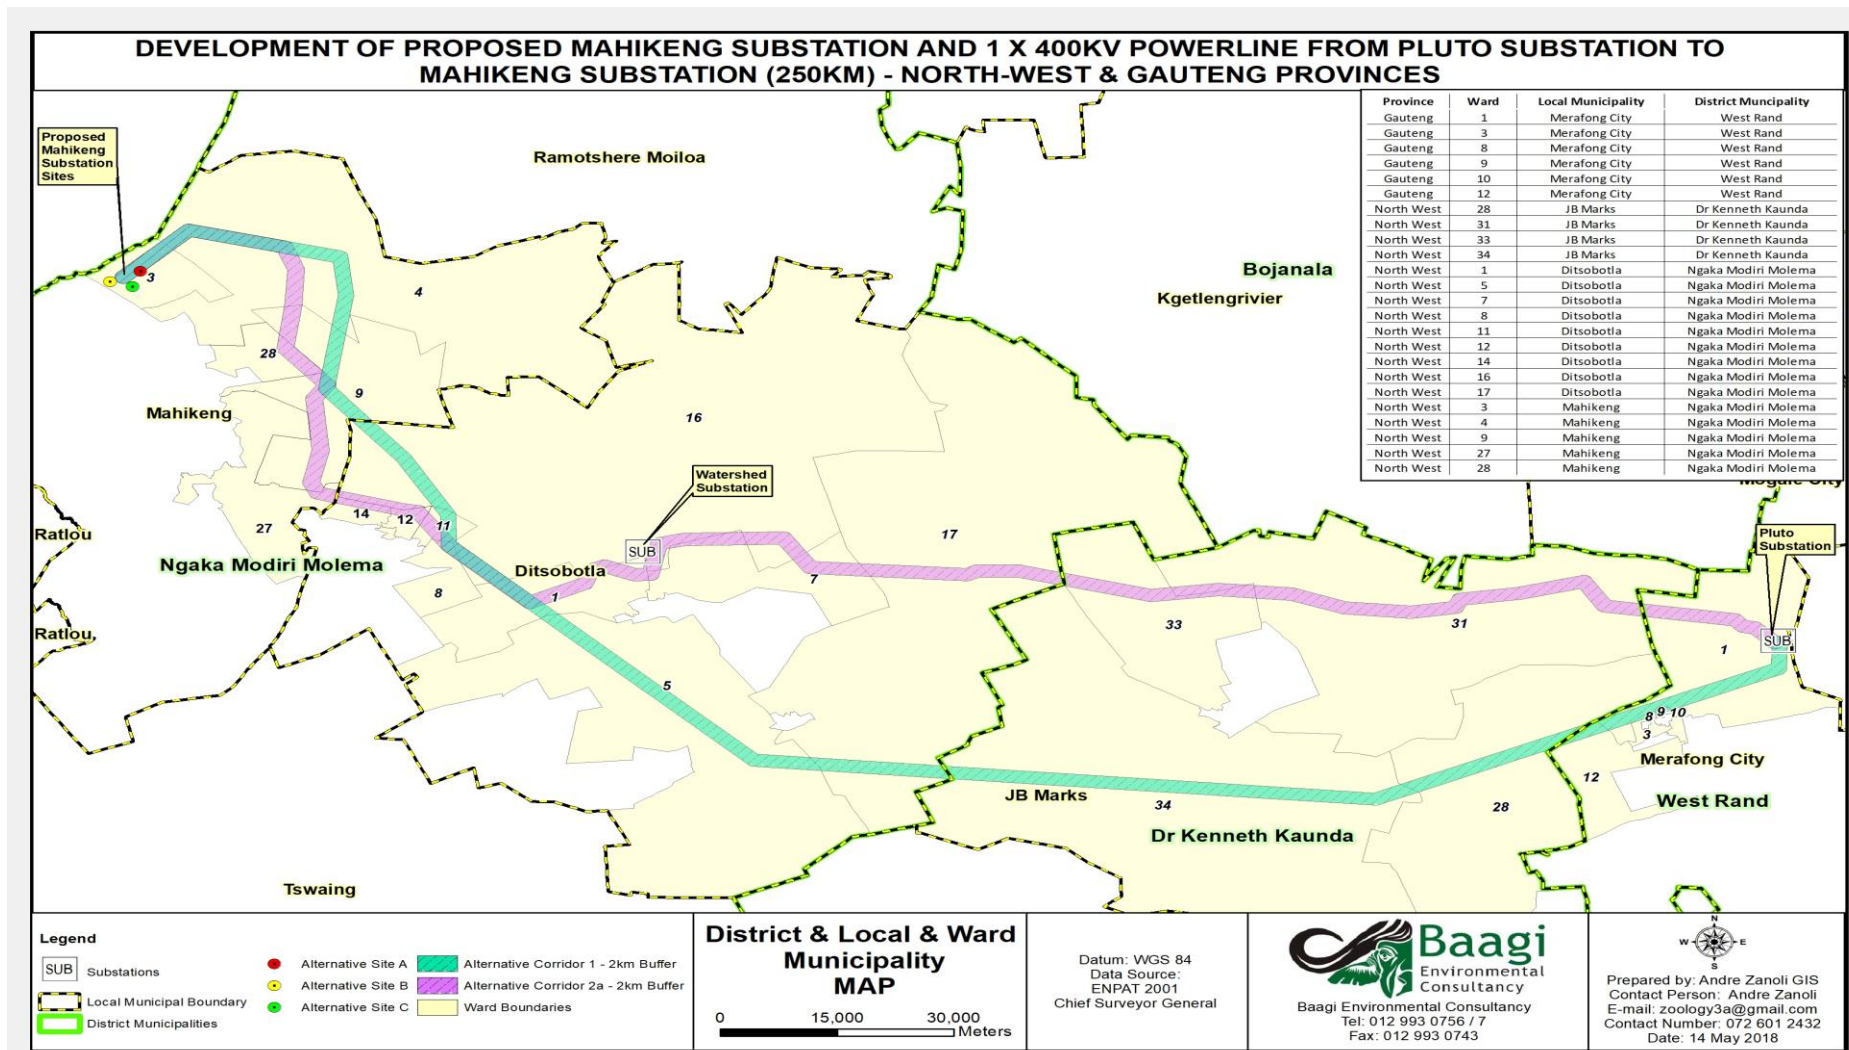 DEVELOPMENT OF PROPOSED MAHIKENG SUBSTATION AND 1 X 400KV POWERLINE FROM PLUTO SUBSTATION TO
MAHIKENG SUBSTATION (250KM) - NORTH-WEST & GAUTENG PROVINCES
Province Ward Local Municipality District Muncipality
Gauteng 1 Merafong City West Rand
Gauteng 3 Merafong City West Rand
Gauteng 8 Merafong City West Rand
Gauteng 9 Merafong City West Rand
Gauteng 10 Merafong City West Rand
Gauteng 12 Merafong City West Rand
North West 28 JB Marks Dr Kenneth Kaunda
North West 31 JB Marks Dr Kenneth Kaunda
North West 33 JB Marks Dr Kenneth Kaunda
North West 34 JB Marks Dr Kenneth Kaunda
North West 1 Ditsobotla Ngaka Modiri Molema
North West 5 Ditsobotla Ngaka Modiri Molema
North West 7 Ditsobotla Ngaka Modiri Molema
North West 8 Ditsobotla Ngaka Modiri Molema
North West 11 Ditsobotla Ngaka Modiri Molema
North West 12 Ditsobotla Ngaka Modiri Molema
North West 14 Ditsobotla Ngaka Modiri Molema
North West 16 Ditsobotla Ngaka Modiri Molema
North West 17 Ditsobotla Ngaka Modiri Molema
North West 3 Mahikeng Ngaka Modiri Molema
North West 4 Mahikeng Ngaka Modiri Molema
North West 9 Mahikeng Ngaka Modiri Molema
North West 27 Mahikeng Ngaka Modiri Molema
North West 28 Mahikeng Ngaka Modiri Molema
Proposed
Mahikeng
Substation
Sites
Ramotshere Moiloa
Bojanala
Kgetlengrivier
3
4
28
9
Mahikeng
16
Watershed
Substation
Mogale City
14
12
11
27
Ratlou
17
Pluto
Substation
SUB
Ngaka Modiri Molema
Ditsobotla
7
8
1
33
31
SUB
1
Ratlou,
5
8
9
10
3
Merafong City
12
JB Marks
34
28
West Rand
Dr Kenneth Kaunda
Tswaing
Legend
SUB Substations
Local Municipal Boundary
District Municipalities
Alternative Site A
Alternative Site B
Alternative Site C
Alternative Corridor 1 - 2km Buffer
Alternative Corridor 2a - 2km Buffer
Ward Boundaries
District & Local & Ward
Municipality
MAP
0 15,000 30,000
Meters
Datum: WGS 84
Data Source:
ENPAT 2001
Chief Surveyor General
Baagi
Environmental
Consultancy
Baagi Environmental Consultancy
Tel: 012 993 0756 / 7
Fax: 012 993 0743
N
W E
S
Prepared by: Andre Zanoli GIS
Contact Person: Andre Zanoli
E-mail: zoology3a@gmail.com
Contact Number: 072 601 2432
Date: 14 May 2018